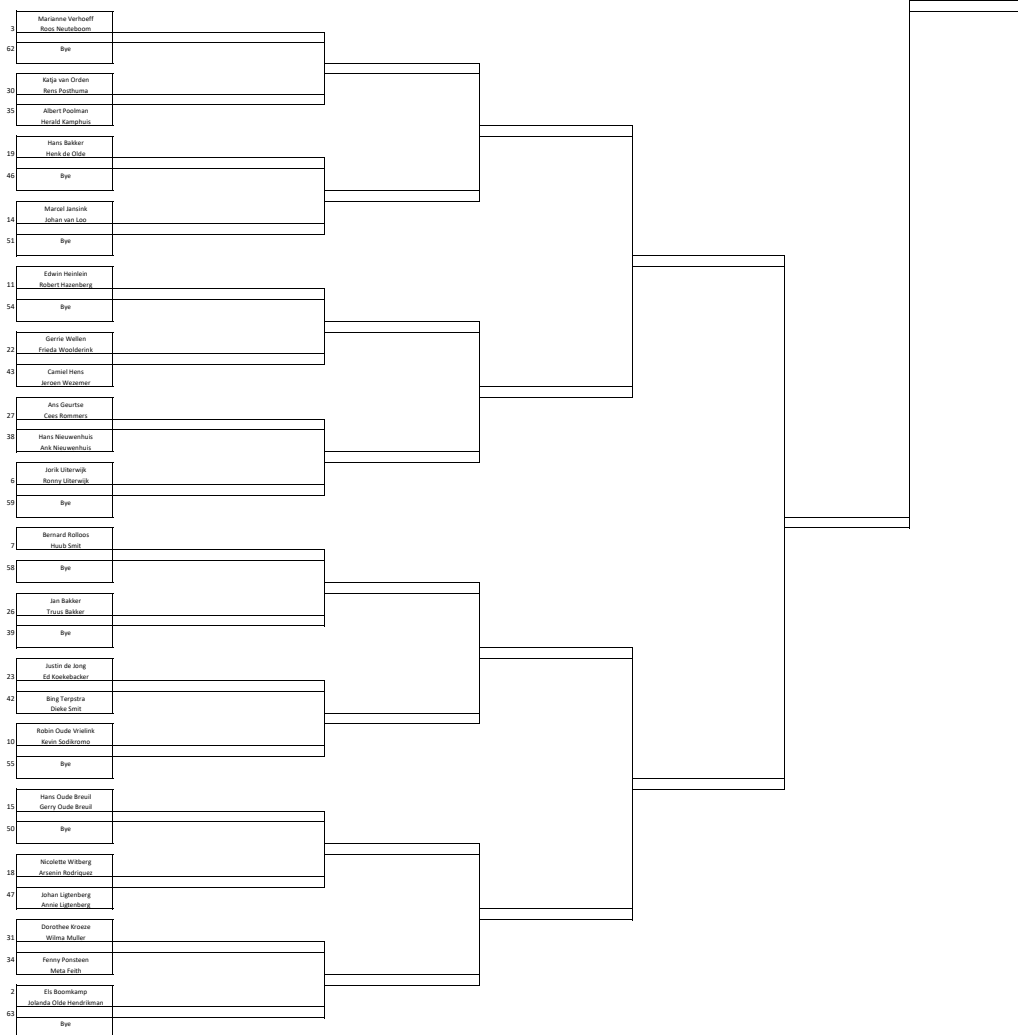 Marianne Verhoeff
3 Roos Neuteboom
62 Bye
Katja van Orden
30 Rens Posthuma
35 Albert Poolman
Herald Kamphuis
Hans Bakker
19 Henk de Olde
46 Bye
Marcel Jansink
14 Johan van Loo
51 Bye
Edwin Heinlein
11 Robert Hazenberg
54 Bye
Gerrie Wellen
22 Frieda Woolderink
43 Camiel Hens
Jeroen Wezemer
Ans Geurtse
27 Cees Rommers
38 Hans Nieuwenhuis
Ank Nieuwenhuis
Jorik Uiterwijk
6 Ronny Uiterwijk
59 Bye
Bernard Rolloos
7 Huub Smit
58 Bye
Jan Bakker
26 Truus Bakker
39 Bye
Justin de Jong
23 Ed Koekebacker
42 Bing Terpstra
Dieke Smit
Robin Oude Vrielink
10 Kevin Sodikromo
55 Bye
Hans Oude Breuil
15 Gerry Oude Breuil
50 Bye
Nicolette Witberg
18 Arsenin Rodriquez
47 Johan Ligtenberg
Annie Ligtenberg
Dorothee Kroeze
31 Wilma Muller
34 Fenny Ponsteen
Meta Feith
2 Els Boomkamp
Jolanda Olde Hendrikman
63
Bye